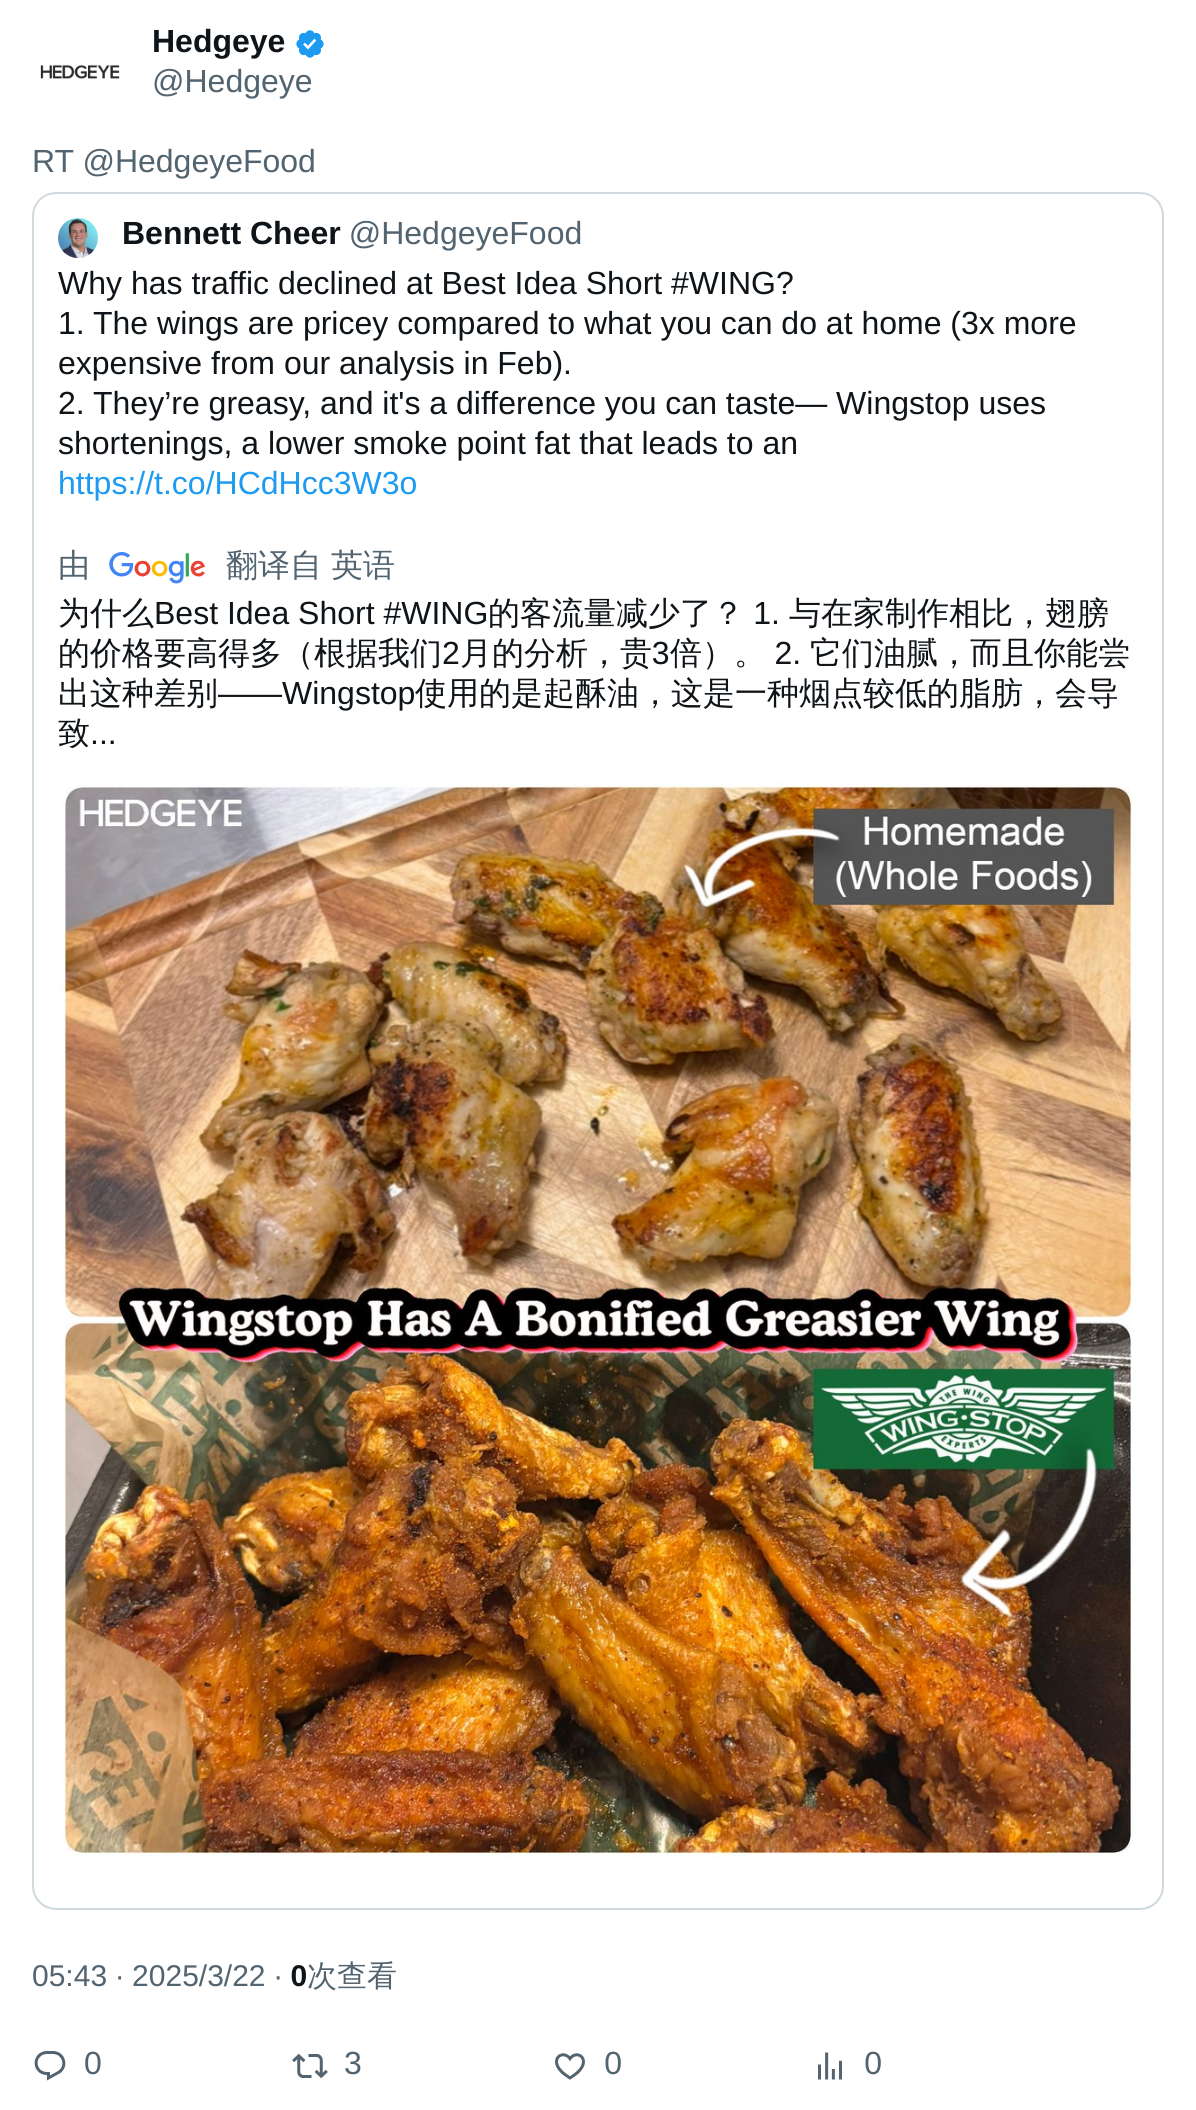 HEDGEYE
Hedgeye
@Hedgeye
RT @HedgeyeFood
Bennett Cheer @HedgeyeFood
Why has traffic declined at Best Idea Short #WING?
1. The wings are pricey compared to what you can do at home (3x more
expensive from our analysis in Feb).
2. They’re greasy, and it's a difference you can taste— Wingstop uses
shortenings, a lower smoke point fat that leads to an
https://t.co/HCdHcc3W3o
由 Google 翻译自 英语
为什么Best Idea Short #WING的客流量减少了？ 1. 与在家制作相比，翅膀
的价格要高得多（根据我们2月的分析，贵3倍）。 2. 它们油腻，而且你能尝
出这种差别——Wingstop使用的是起酥油，这是一种烟点较低的脂肪，会导
致...
HEDGEYE
Homemade
(Whole Foods)
Wingstop Has A Bonified Greasier Wing
THE WING
WING·STOP
EXPERTS
05:43 · 2025/3/22 · 0次查看
0 3 0 0